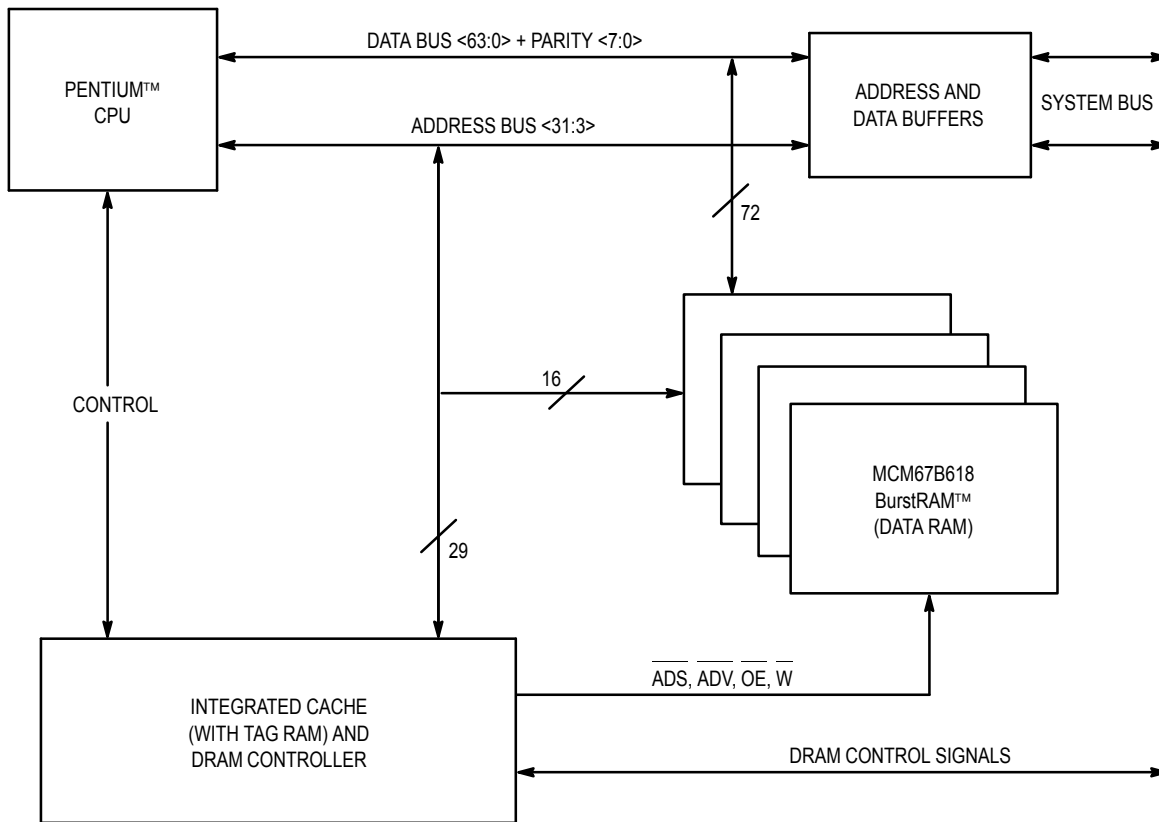 DATA BUS <63:0> + PARITY <7:0>
PENTIUM™
CPU
ADDRESS AND
DATA BUFFERS
SYSTEM BUS
ADDRESS BUS <31:3>
72
16
CONTROL
MCM67B618
BurstRAM™
(DATA RAM)
29
ADS, ADV, OE, W
INTEGRATED CACHE
(WITH TAG RAM) AND
DRAM CONTROLLER
DRAM CONTROL SIGNALS